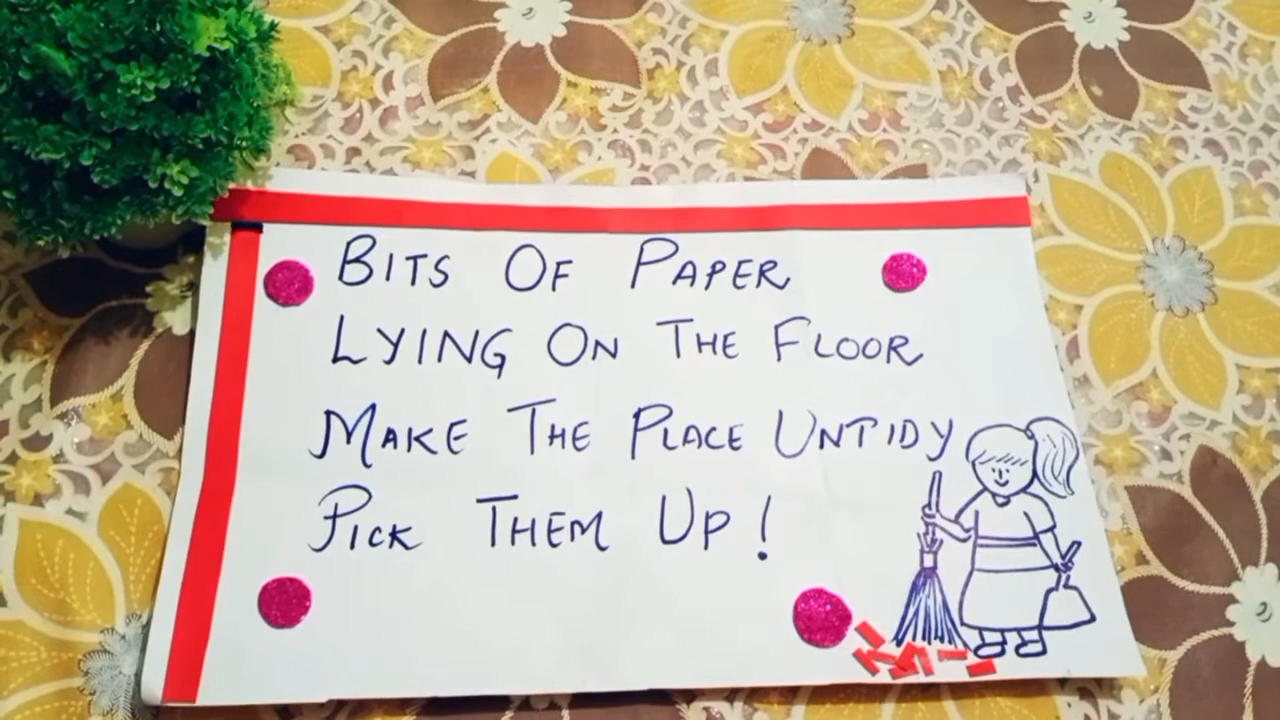 BITS OF PAPER
LYING ON THE FLOOR
MAKE THE PLACE UNTIDY
PICK THEM UP!